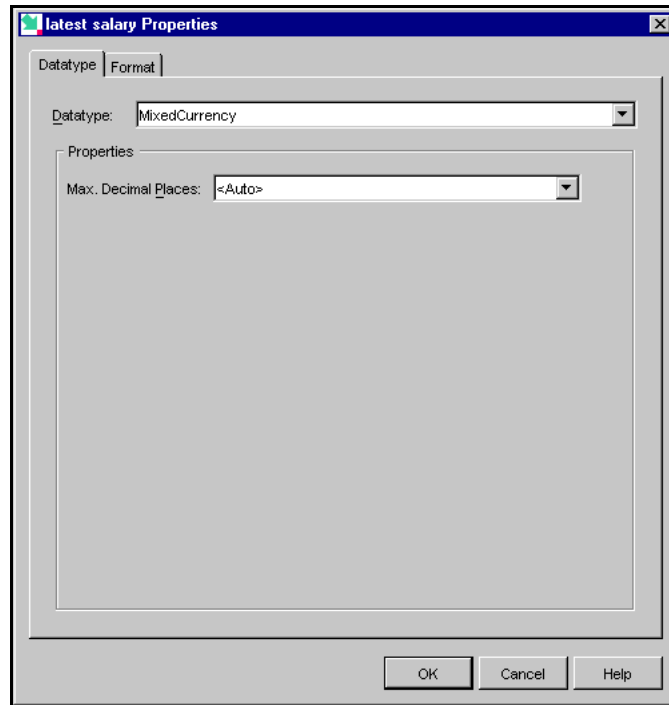 latest salary Properties
Datatype Format
Datatype: MixedCurrency
Properties
Max. Decimal Places: <Auto>
OK Cancel Help